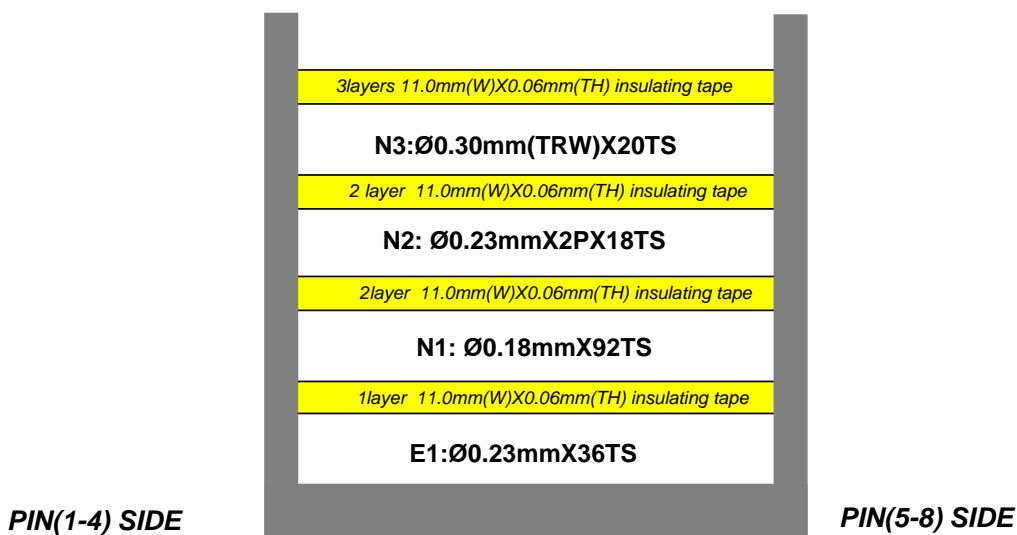 3layers 11.0mm(W)X0.06mm(TH) insulating tape
N3:Ø0.30mm(TRW)X20TS
2 layer 11.0mm(W)X0.06mm(TH) insulating tape
N2: Ø0.23mmX2PX18TS
2layer 11.0mm(W)X0.06mm(TH) insulating tape
N1: Ø0.18mmX92TS
1layer 11.0mm(W)X0.06mm(TH) insulating tape
E1:Ø0.23mmX36TS
PIN(1-4) SIDE
PIN(5-8) SIDE